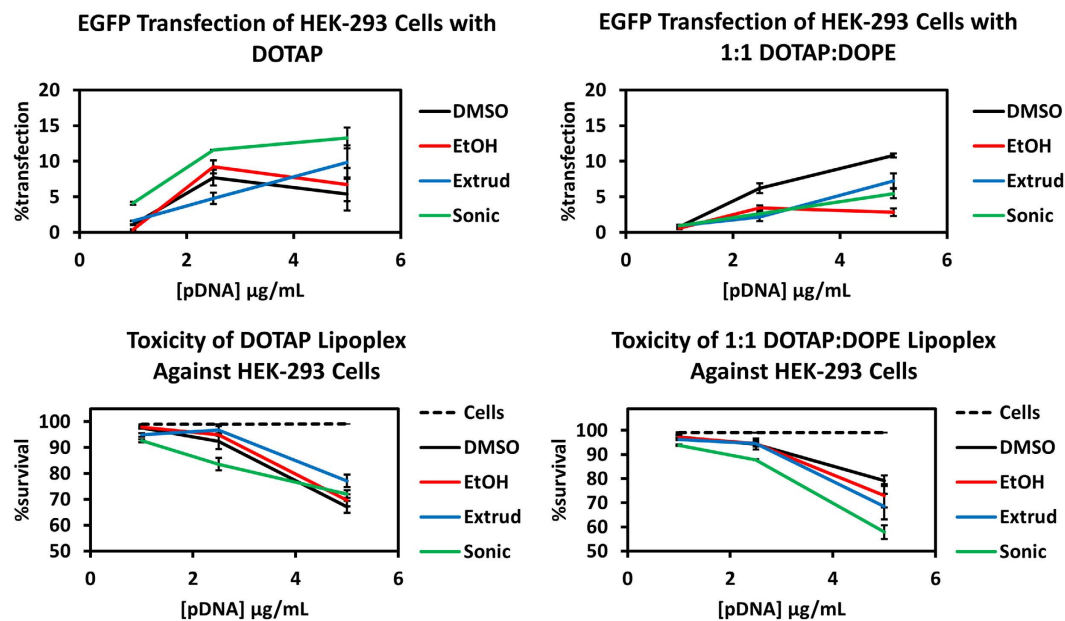 EGFP Transfection of HEK-293 Cells with
DOTAP
%transfection
20
15
10
5
0
0
2
4
6
[pDNA] µg/mL
DMSO
EtOH
Extrud
Sonic
EGFP Transfection of HEK-293 Cells with
1:1 DOTAP:DOPE
%transfection
20
15
10
5
0
0
2
4
6
[pDNA] µg/mL
DMSO
EtOH
Extrud
Sonic
Toxicity of DOTAP Lipoplex
Against HEK-293 Cells
%survival
100
90
80
70
60
50
0
2
4
6
[pDNA] µg/mL
Cells
DMSO
EtOH
Extrud
Sonic
Toxicity of 1:1 DOTAP:DOPE Lipoplex
Against HEK-293 Cells
%survival
100
90
80
70
60
50
0
2
4
6
[pDNA] µg/mL
Cells
DMSO
EtOH
Extrud
Sonic